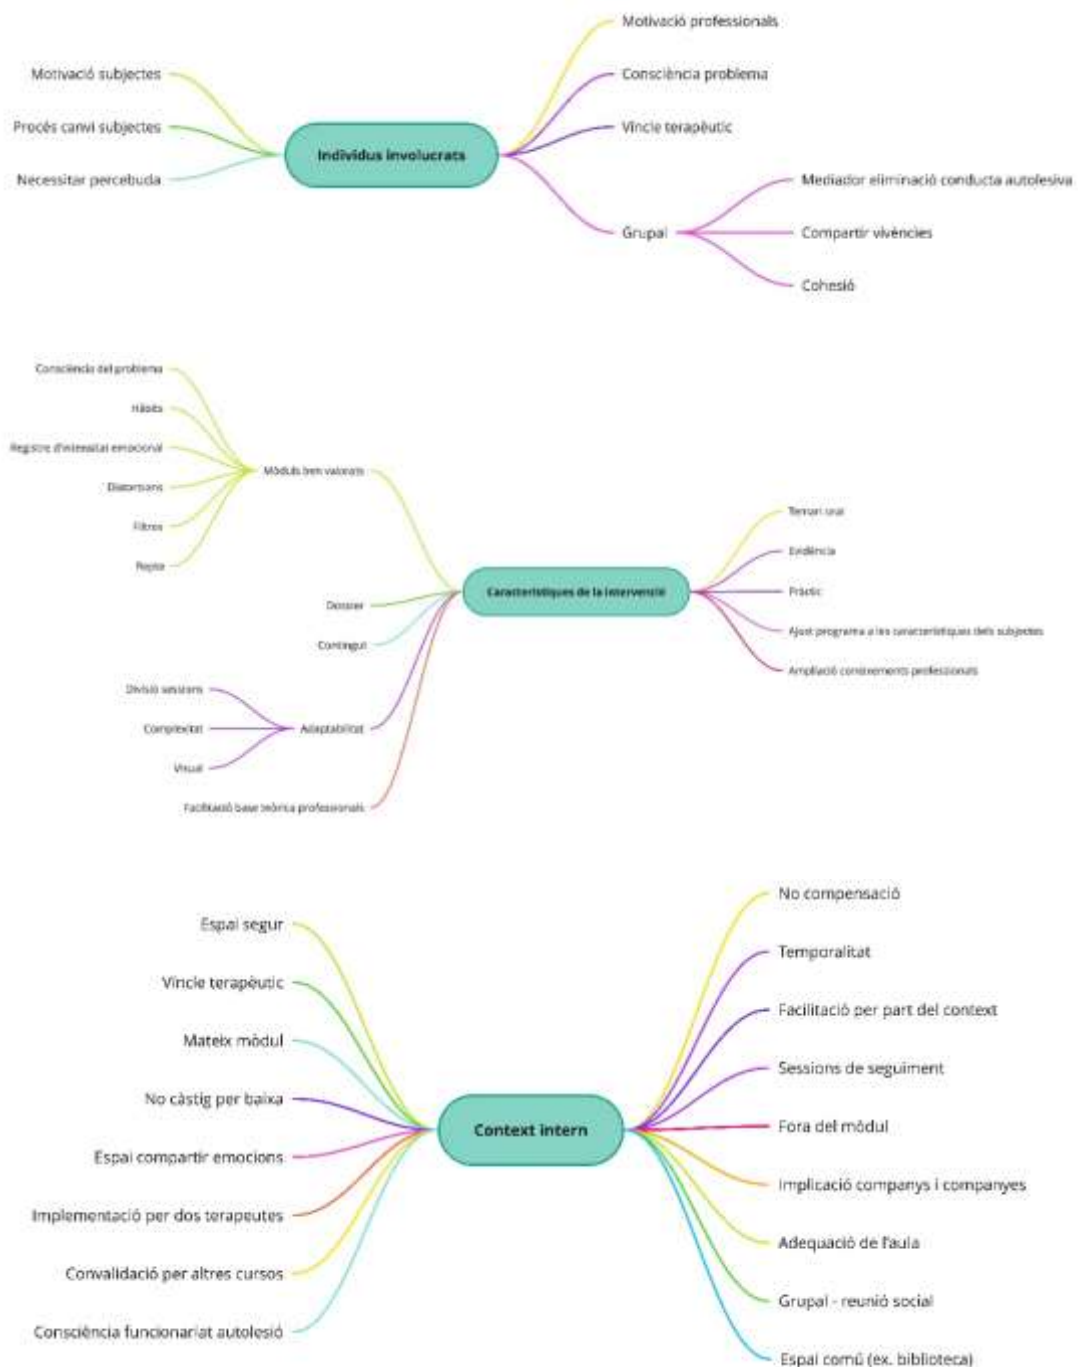 Motivació professionals
Motivació subjectes
Consciència problema
Procés canvi subjectes
Individus involucrats
Vincle terapèutic
Necessitar percebuda
Mediador eliminació conducta autolesiva
Grupal
Compartir vivències
Cohesió
Consciència del problema
Hàbits
Registre d'intensitat emocional
Mòduls ben valorats
Distorsions
Filtros
Repte
Temari oral
Evidència
Característiques de la intervenció
Pràctic
Dossier
Ajust programa a les característiques dels subjectes
Contingut
Ampliació coneixements professionals
Divisió sessions
Complexitat
Adaptabilitat
Visual
Facilitació base teòrica professionals
No compensació
Espai segur
Temporalitat
Vincle terapèutic
Facilitació per part del context
Mateix mòdul
Sessions de seguiment
No càstig per baixa
Context intern
Fora del mòdul
Espai compartir emocions
Implicació companys i companyes
Implementació per dos terapeutes
Adequació de l'aula
Convalidació per altres cursos
Grupal - reunió social
Consciència funcionariat autolesió
Espai comú (ex. biblioteca)